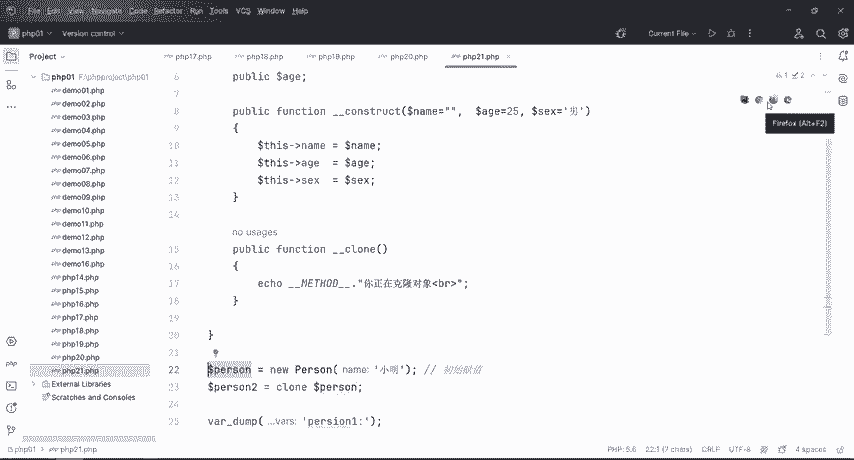 File Edit View Navigate Code Refactor Run Tools VCS Window Help
php01 Version control Current File
Project
php17.php php18.php php19.php php20.php php21.php
php01 F:\phpproject\php01
demo01.php
demo02.php
demo03.php
demo04.php
demo05.php
demo06.php
demo07.php
demo08.php
demo09.php
demo10.php
demo11.php
demo12.php
demo13.php
demo16.php
php14.php
php15.php
php16.php
php17.php
php18.php
php19.php
php20.php
php21.php
External Libraries
Scratches and Consoles
1 2
Firefox (Alt+F2)
6 public $age;
7
8 public function __construct($name="", $age=25, $sex='男')
9 {
10 $this->name = $name;
11 $this->age = $age;
12 $this->sex = $sex;
13 }
14
no usages
15 public function __clone()
16 {
17 echo __METHOD__."你正在克隆对象<br>";
18 }
19
20 }
21
22 $person = new Person( name: '小明'); // 初始赋值
23 $person2 = clone $person;
24
25 var_dump( ...vars: 'persion1:');
php01 > php21.php
PHP: 5.6 22:1 (7 chars) CRLF UTF-8 4 spaces
php